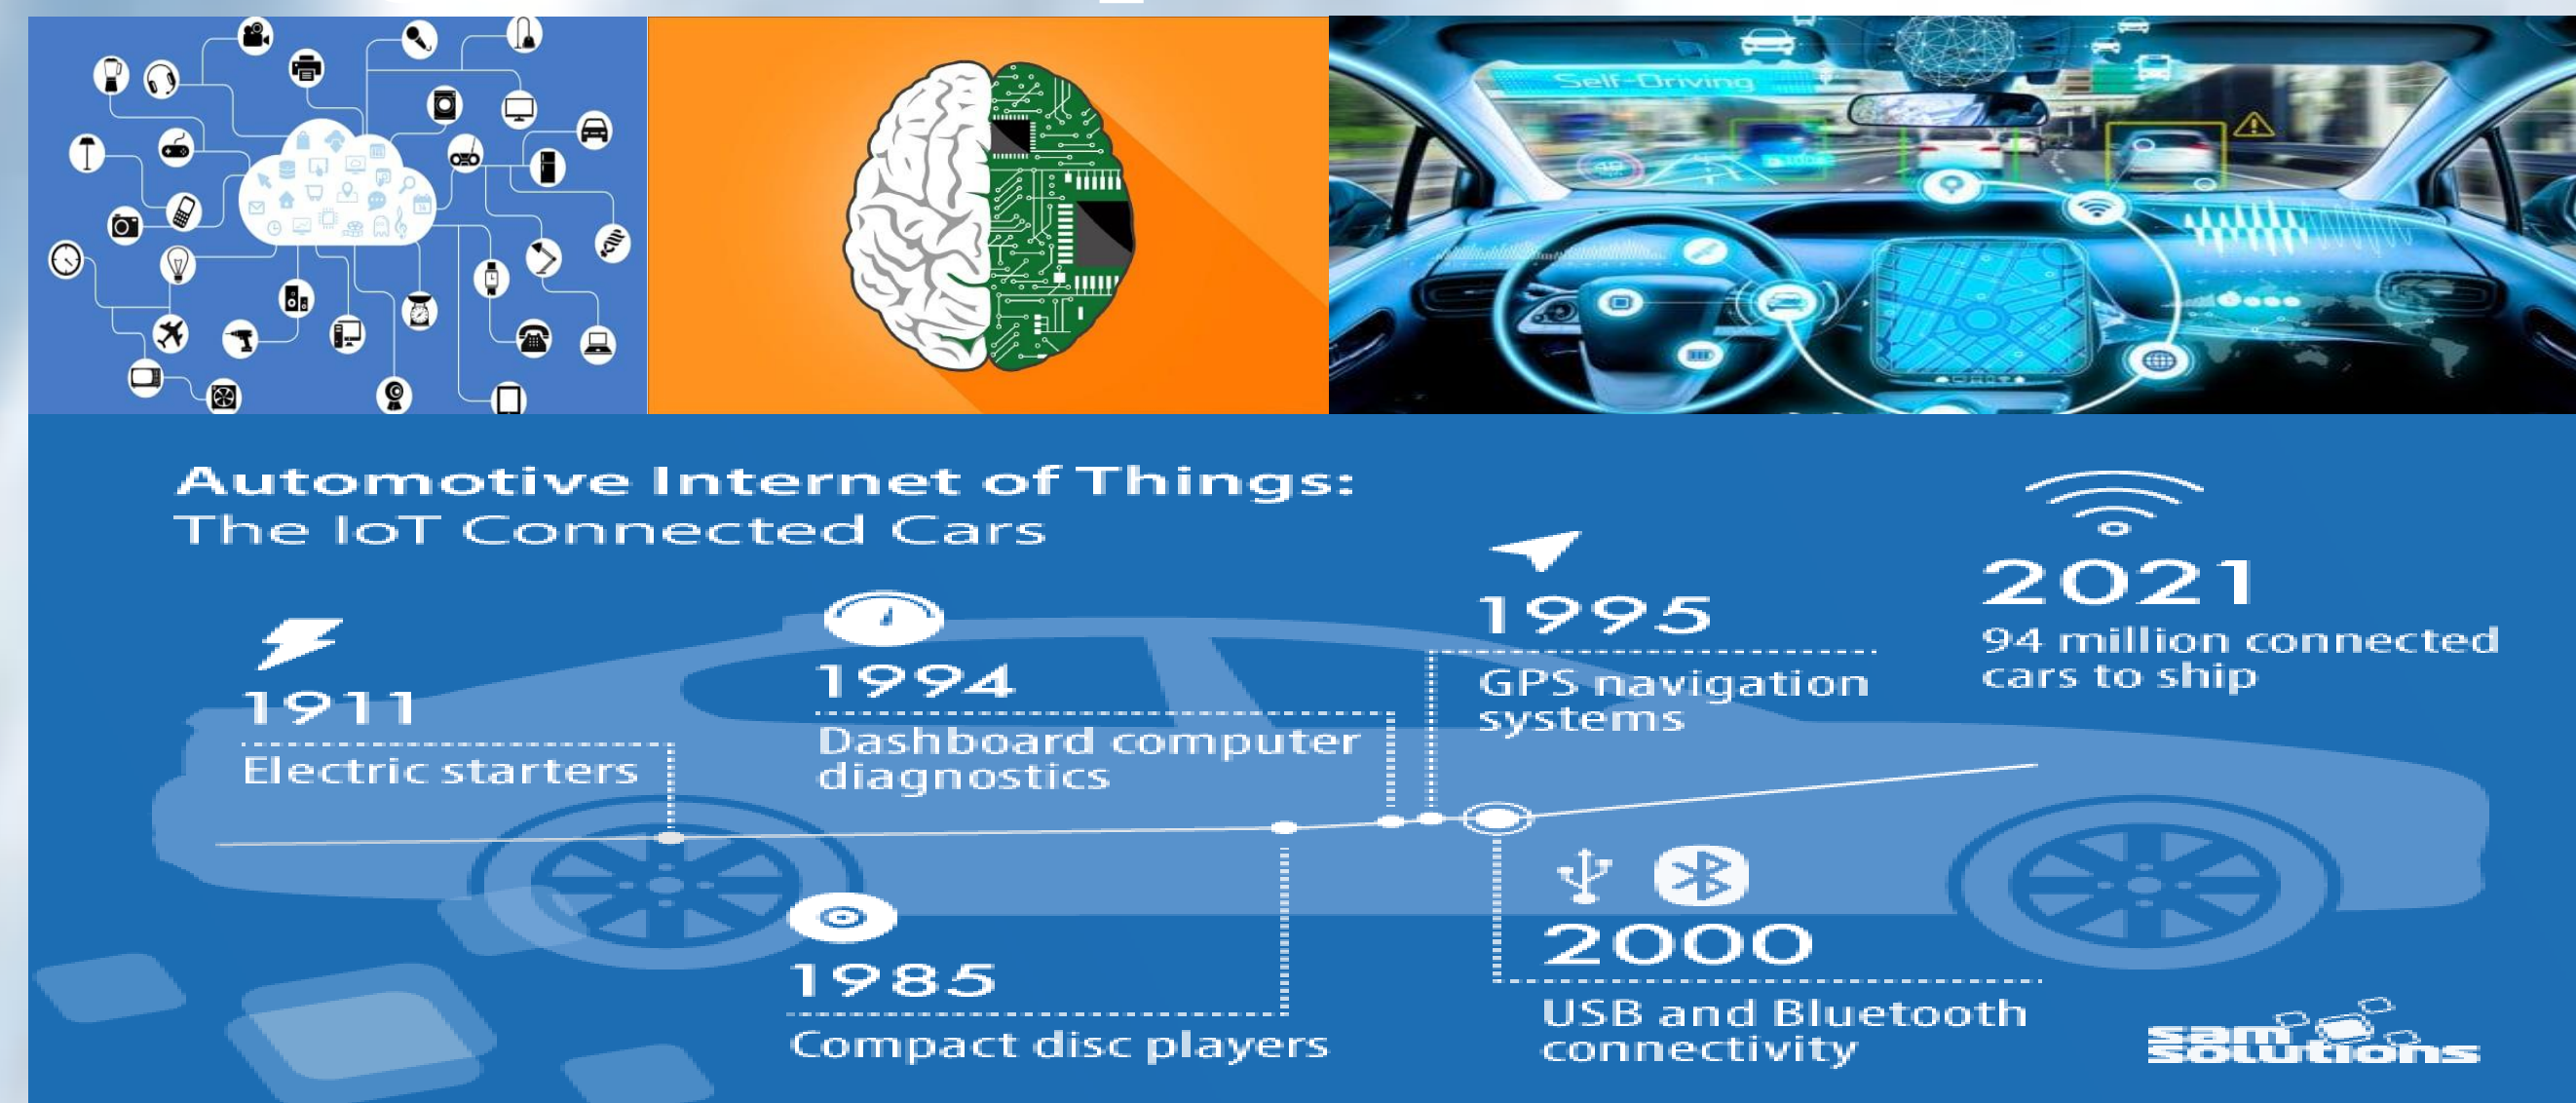 Self-Driving
Automotive Internet of Things:
The IoT Connected Cars
1911
Electric starters
1994
Dashboard computer
diagnostics
1995
GPS navigation
systems
2021
94 million connected
cars to ship
1985
Compact disc players
2000
USB and Bluetooth
connectivity
sam
solutions